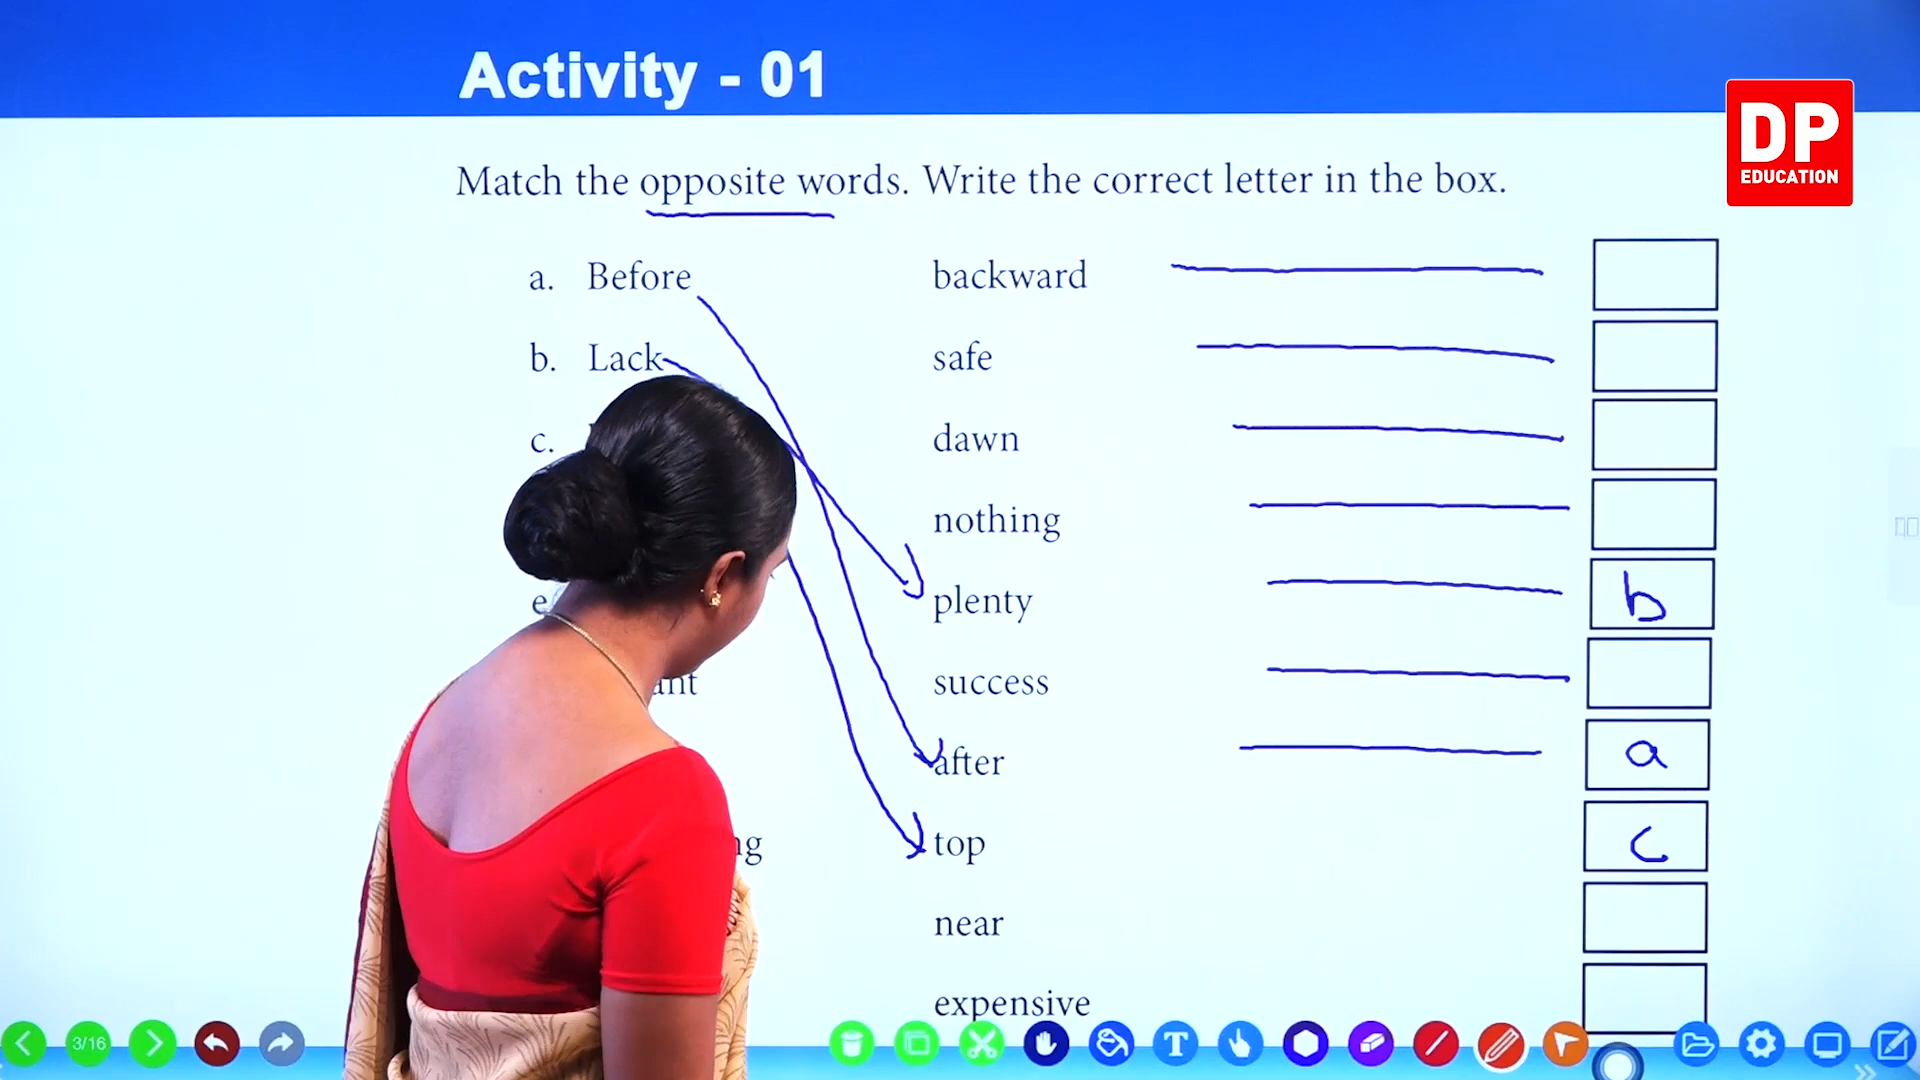 Activity - 01
DP
EDUCATION
Match the opposite words. Write the correct letter in the box.
a. Before backward
b. Lack safe
c. dawn
nothing
e plenty b
success
after a
top c
near
expensive
3/16
T